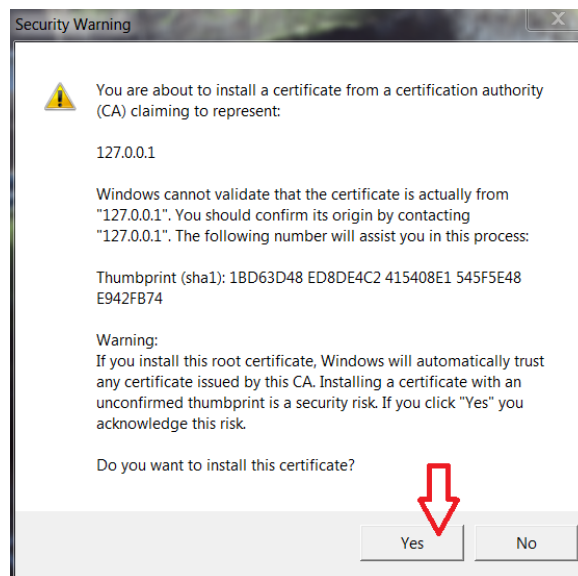 Security Warning
You are about to install a certificate from a certification authority
(CA) claiming to represent:
127.0.0.1
Windows cannot validate that the certificate is actually from
"127.0.0.1". You should confirm its origin by contacting
"127.0.0.1". The following number will assist you in this process:
Thumbprint (sha1): 1BD63D48 ED8DE4C2 415408E1 545F5E48
E942FB74
Warning:
If you install this root certificate, Windows will automatically trust
any certificate issued by this CA. Installing a certificate with an
unconfirmed thumbprint is a security risk. If you click "Yes" you
acknowledge this risk.
Do you want to install this certificate?
Yes No